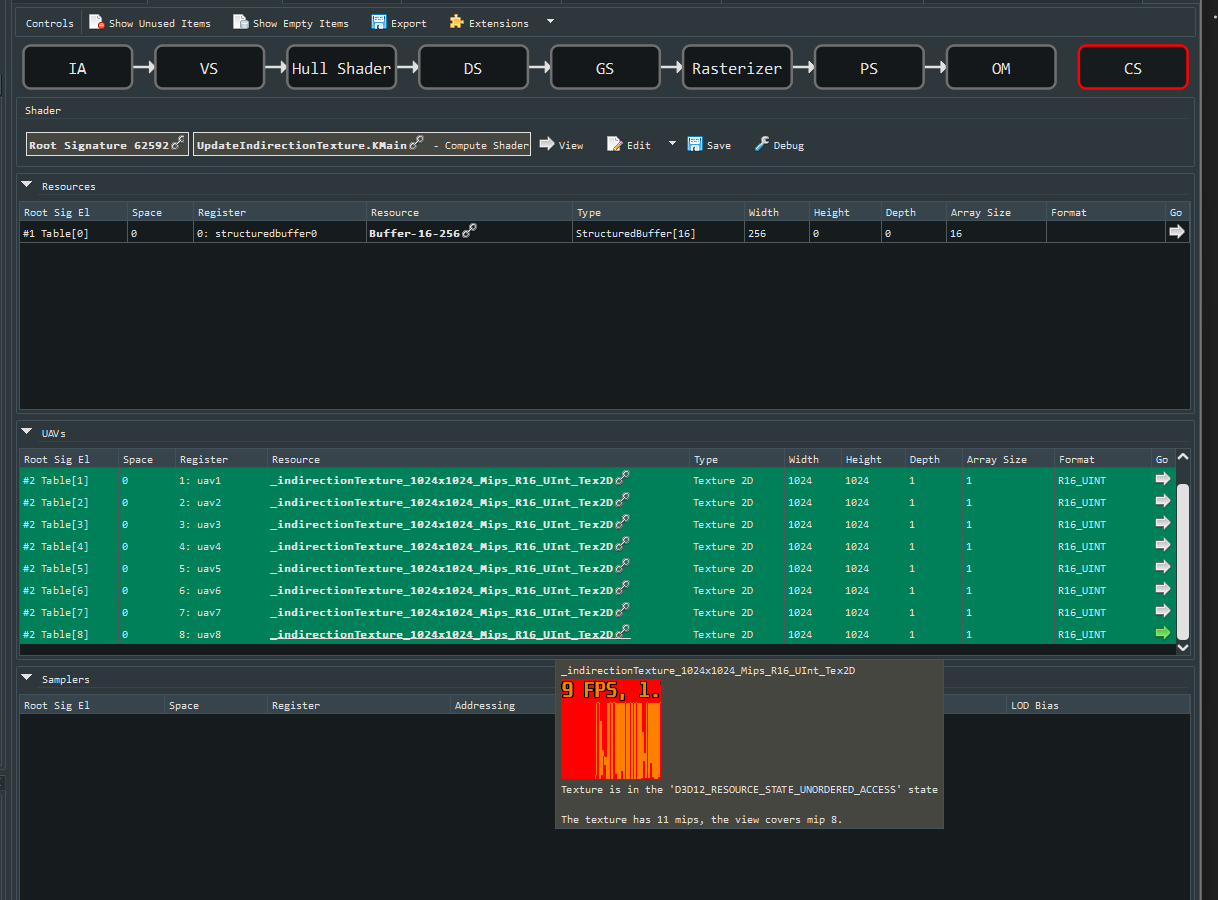 Controls Show Unused Items Show Empty Items Export Extensions
IA VS Hull Shader DS GS Rasterizer PS OM CS
Shader
Root Signature 62592 UpdateIndirectionTexture.KMain - Compute Shader View Edit Save Debug
Resources
Root Sig El Space Register Resource Type Width Height Depth Array Size Format Go
#1 Table[0] 0 0: structuredbuffer0 Buffer-16-256 StructuredBuffer[16] 256 0 0 16
UAVs
Root Sig El Space Register Resource Type Width Height Depth Array Size Format Go
#2 Table[1] 0 1: uav1 _indirectionTexture_1024x1024_Mips_R16_UInt_Tex2D Texture 2D 1024 1024 1 1 R16_UINT
#2 Table[2] 0 2: uav2 _indirectionTexture_1024x1024_Mips_R16_UInt_Tex2D Texture 2D 1024 1024 1 1 R16_UINT
#2 Table[3] 0 3: uav3 _indirectionTexture_1024x1024_Mips_R16_UInt_Tex2D Texture 2D 1024 1024 1 1 R16_UINT
#2 Table[4] 0 4: uav4 _indirectionTexture_1024x1024_Mips_R16_UInt_Tex2D Texture 2D 1024 1024 1 1 R16_UINT
#2 Table[5] 0 5: uav5 _indirectionTexture_1024x1024_Mips_R16_UInt_Tex2D Texture 2D 1024 1024 1 1 R16_UINT
#2 Table[6] 0 6: uav6 _indirectionTexture_1024x1024_Mips_R16_UInt_Tex2D Texture 2D 1024 1024 1 1 R16_UINT
#2 Table[7] 0 7: uav7 _indirectionTexture_1024x1024_Mips_R16_UInt_Tex2D Texture 2D 1024 1024 1 1 R16_UINT
#2 Table[8] 0 8: uav8 _indirectionTexture_1024x1024_Mips_R16_UInt_Tex2D Texture 2D 1024 1024 1 1 R16_UINT
Samplers
Root Sig El Space Register Addressing LOD Bias
_indirectionTexture_1024x1024_Mips_R16_UInt_Tex2D
9 FPS, 1.
Texture is in the 'D3D12_RESOURCE_STATE_UNORDERED_ACCESS' state
The texture has 11 mips, the view covers mip 8.